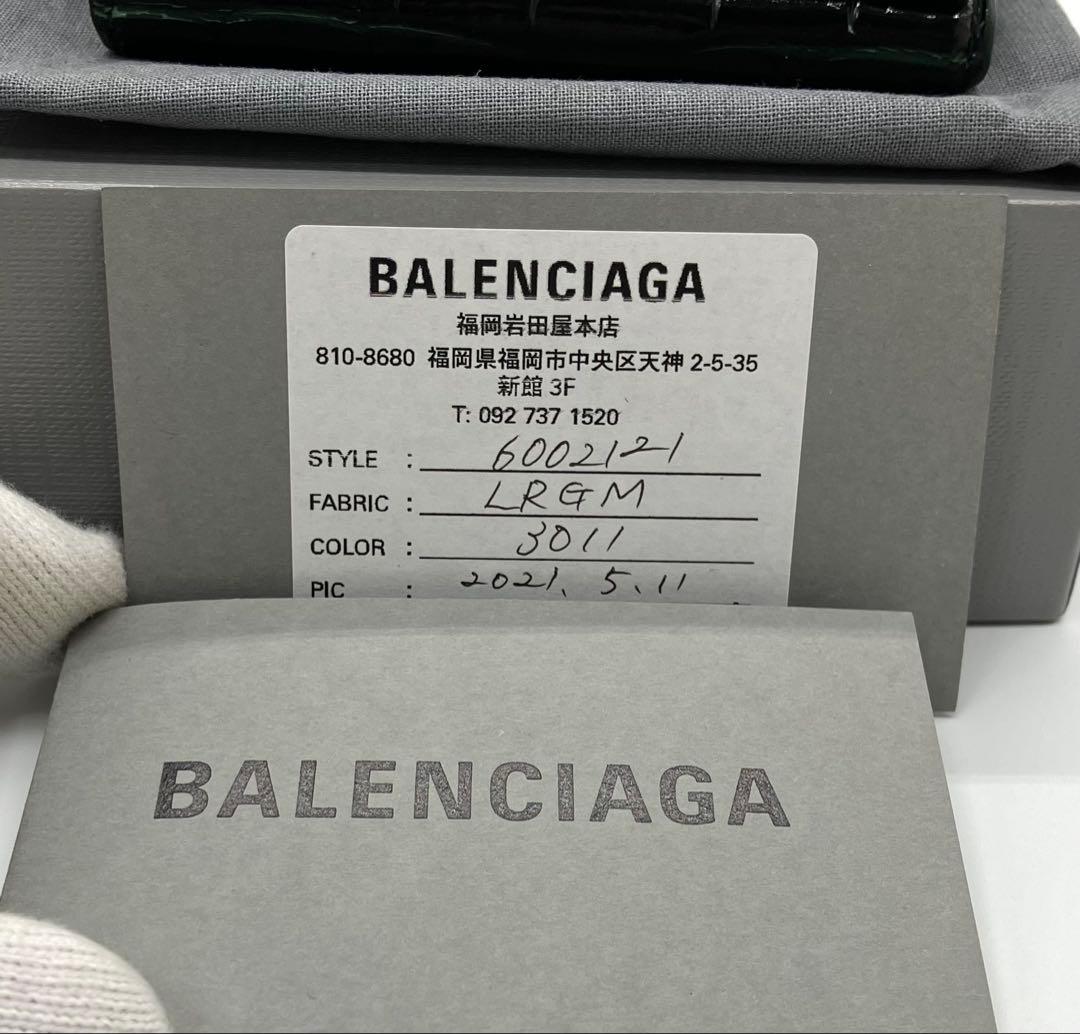 BALENCIAGA
福岡岩田屋本店
810-8680 福岡県福岡市中央区天神 2-5-35
新館 3F
T: 092 737 1520
STYLE : 6002121
FABRIC : LRGM
COLOR : 3011
PIC : 2021. 5. 11
BALENCIAGA